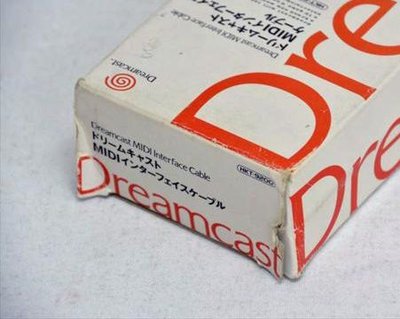 Dreamcast
Dreamcast MIDI Interface Cable
ドリームキャスト
MIDIインターフェイス
ケーブル
Dre
Dreamcast MIDI Interface Cable
ドリームキャスト
MIDIインターフェイスケーブル
HKT-9200
Dreamcast
Dre